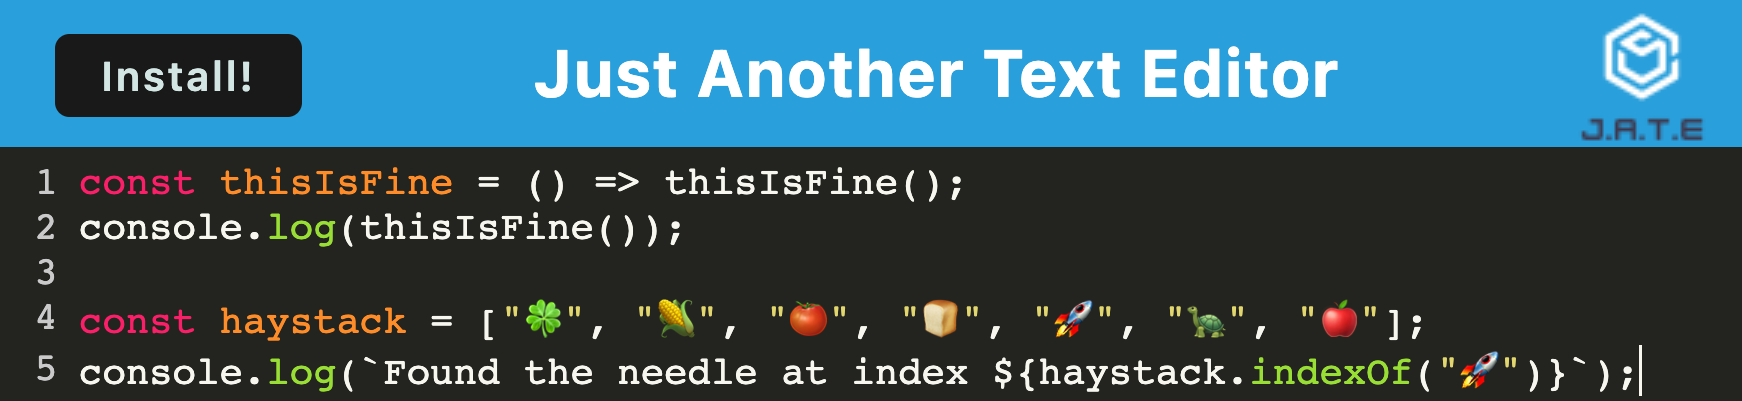 Install!
Just Another Text Editor
J.A.T.E
1 const thisIsFine = () => thisIsFine();
2 console.log(thisIsFine());
3
4 const haystack = ["🍀", "🌽", "🍅", "🍞", "🚀", "🐢", "🍎"];
5 console.log(`Found the needle at index ${haystack.indexOf("🚀")}`);